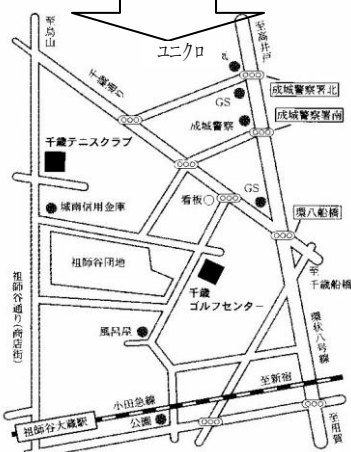 ユニクロ
至烏山
至高井戸
千歳通り
P
GS
成城警察署北
成城警察
成城警察署南
千歳テニスクラブ
城南信用金庫
看板
GS
環八船橋
祖師谷団地
千歳
ゴルフセンター
至
千歳船橋
祖師谷通り(商店街)
風呂屋
環状八号線
小田急線
至新宿
祖師谷大蔵駅
公園
至用賀